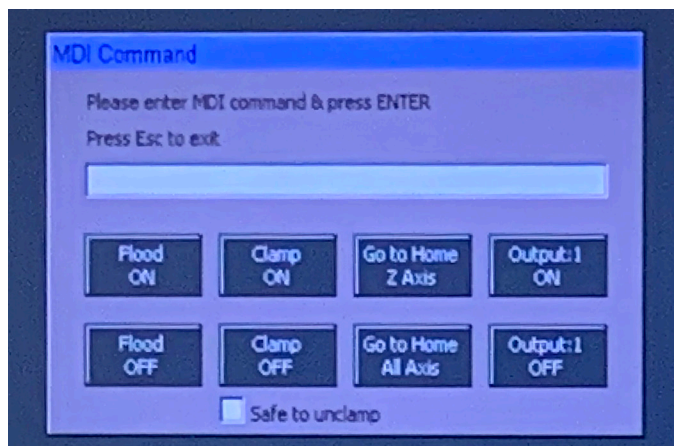 MDI Command
Please enter MDI command & press ENTER
Press Esc to exit
Flood ON
Clamp ON
Go to Home Z Axis
Output:1 ON
Flood OFF
Clamp OFF
Go to Home All Axis
Output:1 OFF
Safe to unclamp